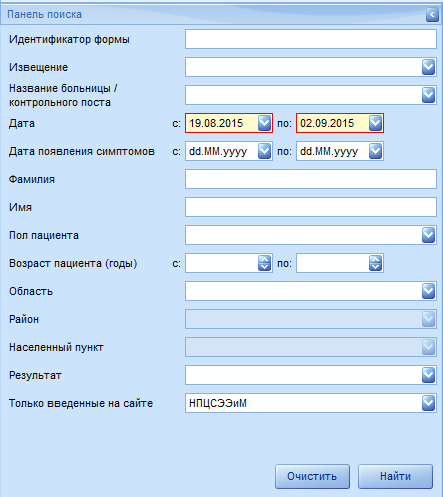 Панель поиска
Идентификатор формы
Извещение
Название больницы /
контрольного поста
Дата с: 19.08.2015 по: 02.09.2015
Дата появления симптомов dd.MM.yyyy по: dd.MM.yyyy
Фамилия
Имя
Пол пациента
Возраст пациента (годы) с: по:
Область
Район
Населенный пункт
Результат
Только введенные на сайте НПЦСЭЭиМ
Очистить Найти